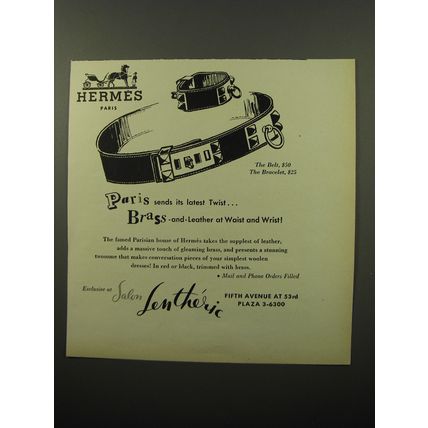 HERMÈS
PARIS
The Belt, $50
The Bracelet, $25
Paris sends its latest Twist...
Brass-and-Leather at Waist and Wrist!
The famed Parisian house of Hermés takes the supplest of leather,
adds a massive touch of gleaming brass, and presents a stunning
twosome that makes conversation pieces of your simplest woolen
dresses! In red or black, trimmed with brass.
• Mail and Phone Orders Filled
Exclusive at Salon Lenthéric
FIFTH AVENUE AT 53rd
PLAZA 3-6300